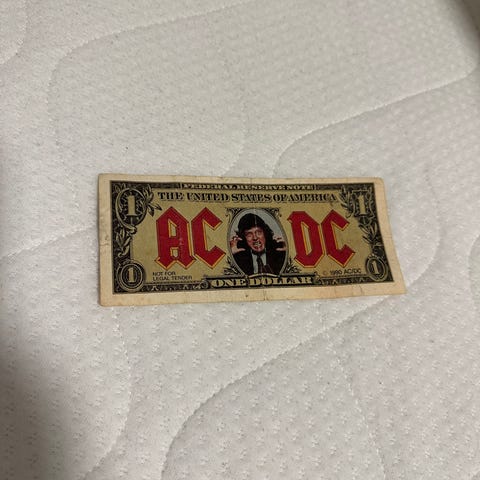 FEDERAL RESERVE NOTE
THE UNITED STATES OF AMERICA
1 1
AC DC
NOT FOR
LEGAL TENDER
© 1990 AC/DC
1 ONE DOLLAR 1